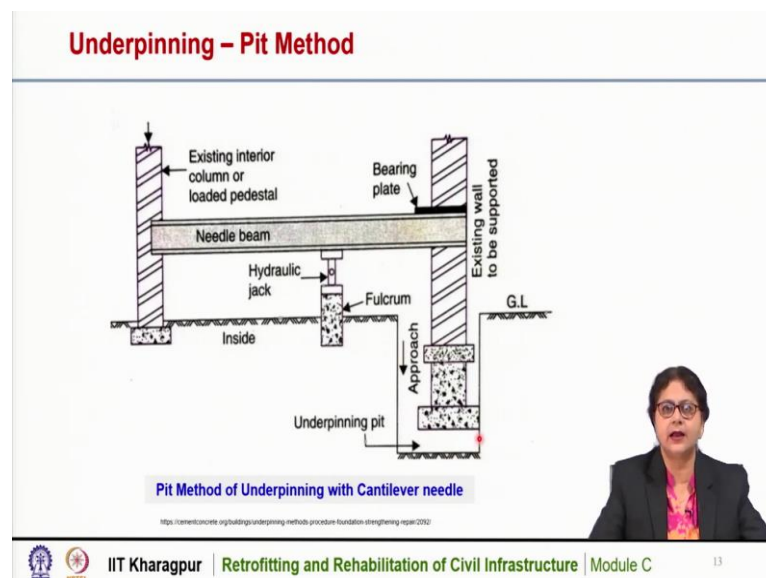 Underpinning – Pit Method
Existing interior
column or
loaded pedestal
Bearing
plate
Existing wall
to be supported
Needle beam
Hydraulic
jack
Fulcrum
G.L
Inside
Approach
Underpinning pit
Pit Method of Underpinning with Cantilever needle
https://cementconcrete.org/buildings/underpinning-methods-procedure-foundation-strengthening-repair/2092/
IIT Kharagpur | Retrofitting and Rehabilitation of Civil Infrastructure | Module C
13